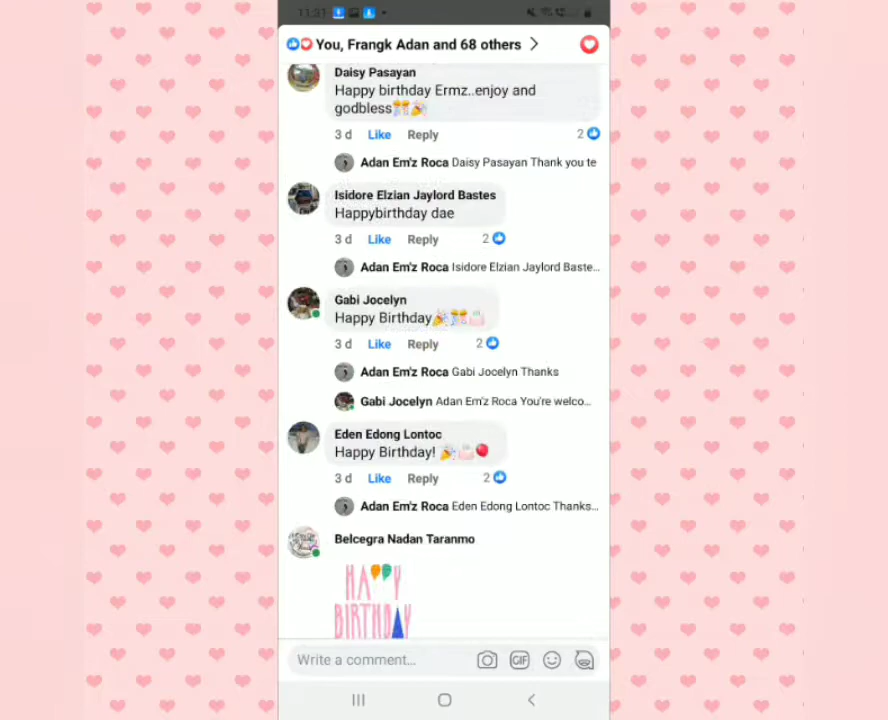 11:31
You, Frangk Adan and 68 others
Daisy Pasayan
Happy birthday Ermz..enjoy and
godbless🎊🎉
3 d Like Reply 2
Adan Em'z Roca Daisy Pasayan Thank you te
Isidore Elzian Jaylord Bastes
Happybirthday dae
3 d Like Reply 2
Adan Em'z Roca Isidore Elzian Jaylord Baste...
Gabi Jocelyn
Happy Birthday🎉🎊🎂
3 d Like Reply 2
Adan Em'z Roca Gabi Jocelyn Thanks
Gabi Jocelyn Adan Em'z Roca You're welco...
Eden Edong Lontoc
Happy Birthday! 🎉🎂🎈
3 d Like Reply 2
Adan Em'z Roca Eden Edong Lontoc Thanks...
Belcegra Nadan Taranmo
HAPPY
BIRTHDAY
Write a comment...
GIF